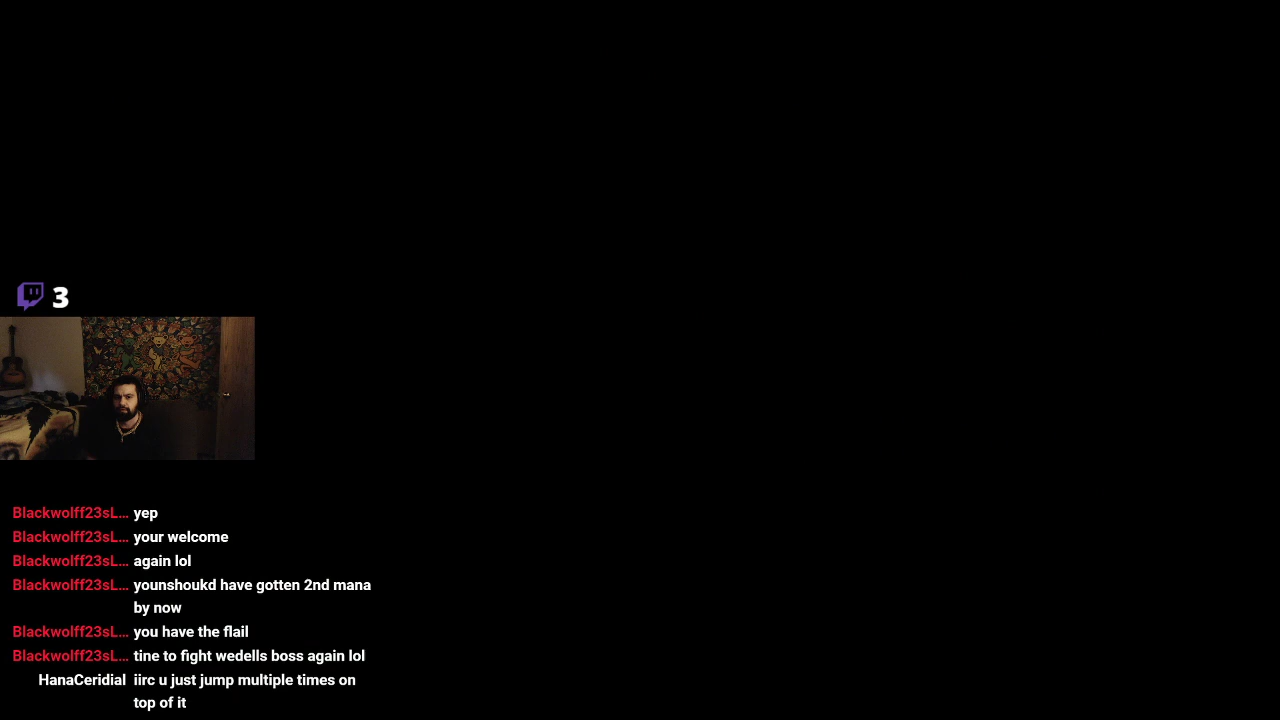 3
Blackwolff23sL... yep
Blackwolff23sL... your welcome
Blackwolff23sL... again lol
Blackwolff23sL... younshoukd have gotten 2nd mana
by now
Blackwolff23sL... you have the flail
Blackwolff23sL... tine to fight wedells boss again lol
HanaCeridial iirc u just jump multiple times on
top of it